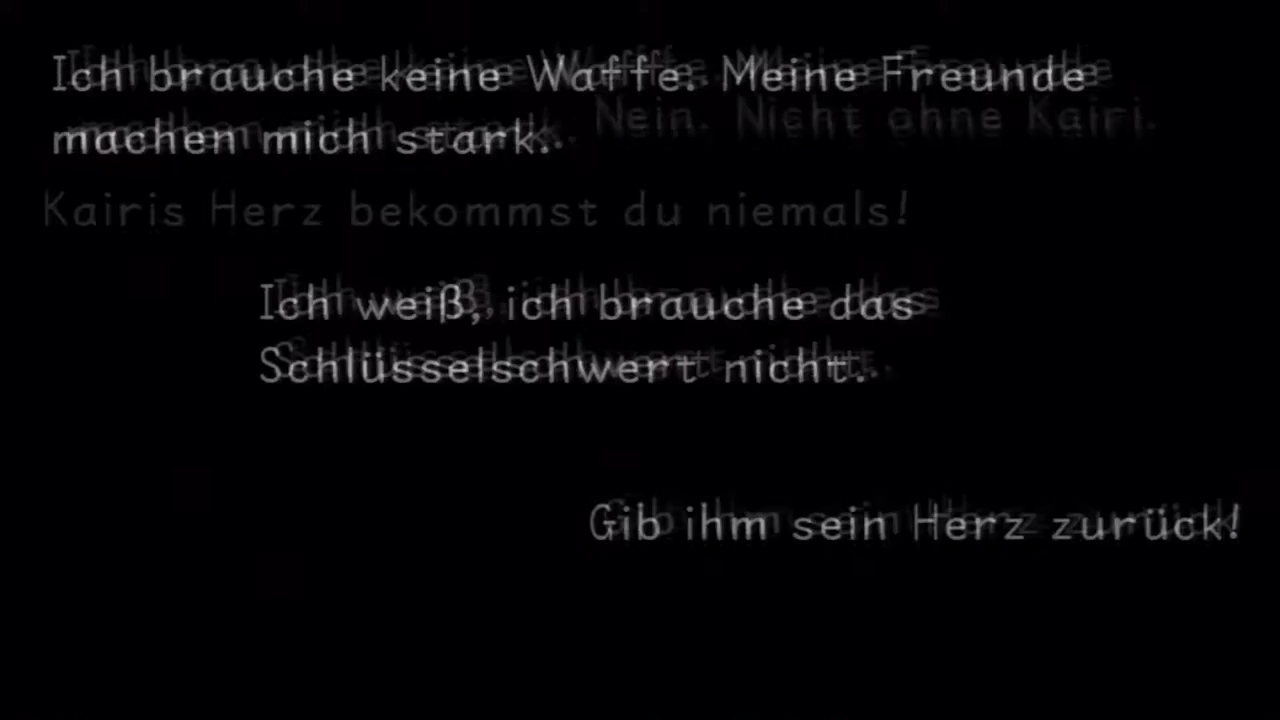 Ich brauche keine Waffe. Meine Freunde
machen mich stark.
Nein. Nicht ohne Kairi.
Kairis Herz bekommst du niemals!
Ich weiß, ich brauche das
Schlüsselschwert nicht.
Gib ihm sein Herz zurück!